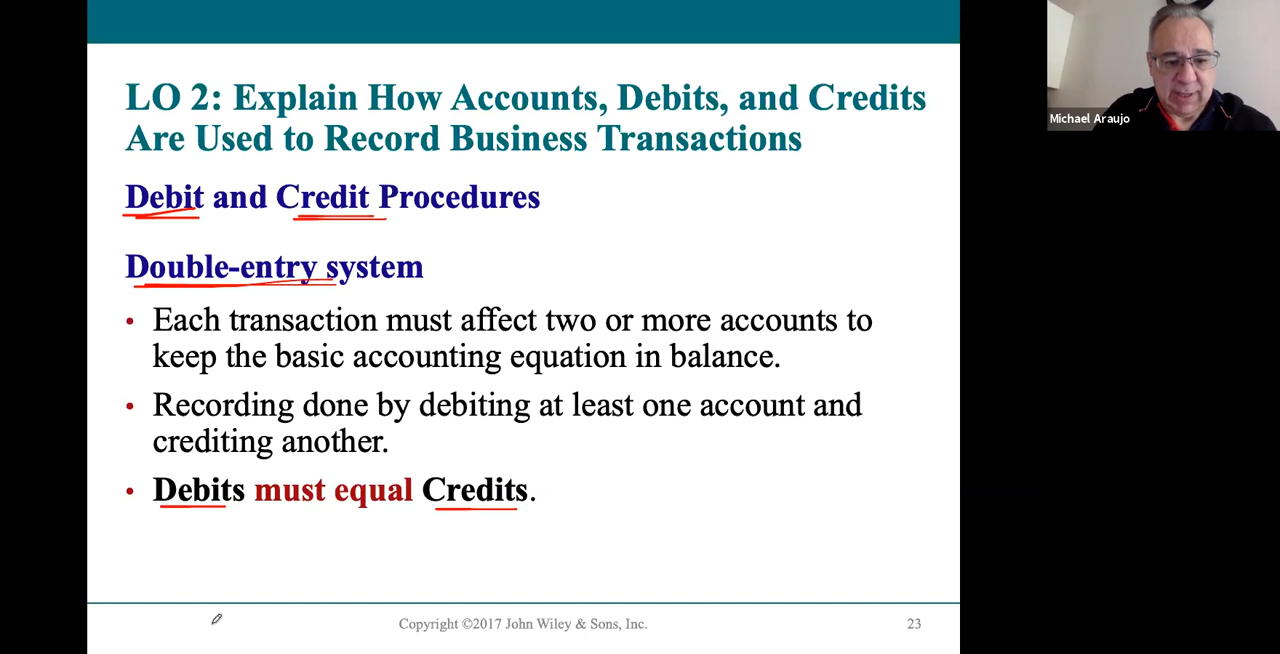 LO 2: Explain How Accounts, Debits, and Credits
Are Used to Record Business Transactions
Debit and Credit Procedures
Double-entry system
• Each transaction must affect two or more accounts to
keep the basic accounting equation in balance.
• Recording done by debiting at least one account and
crediting another.
• Debits must equal Credits.
Copyright ©2017 John Wiley & Sons, Inc.
23
Michael Araujo